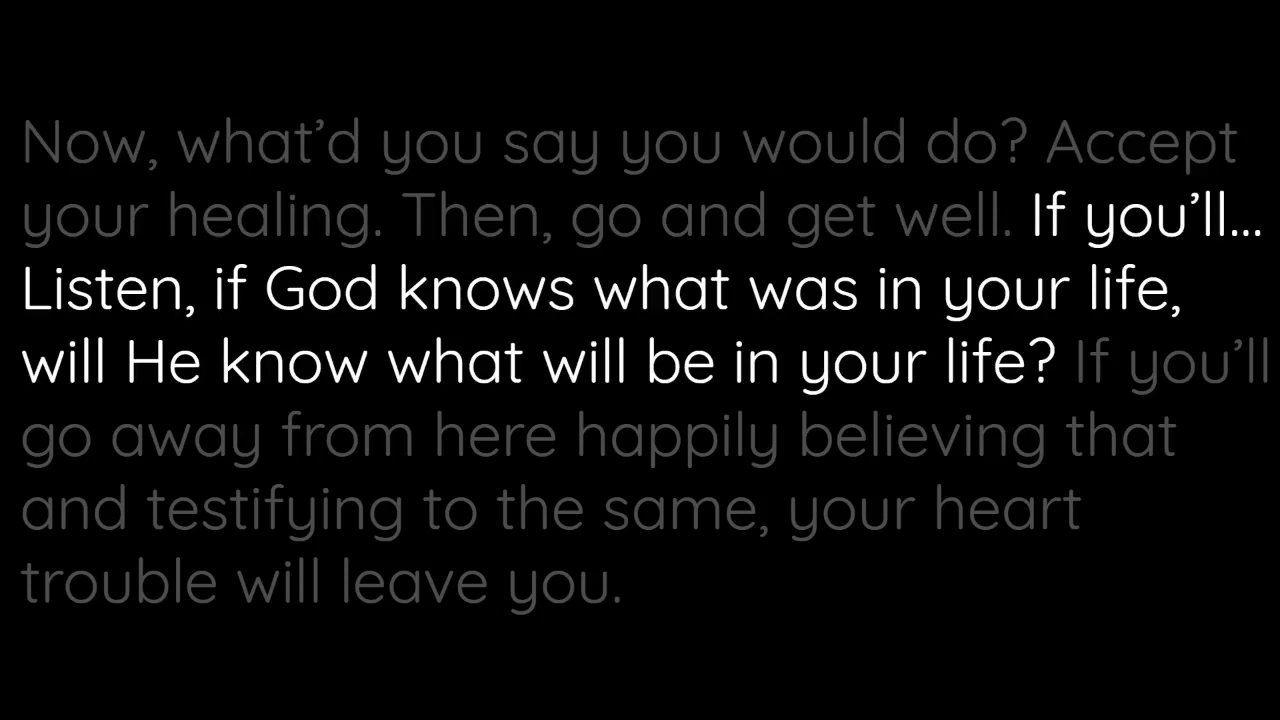 Now, what’d you say you would do? Accept
your healing. Then, go and get well. If you’ll...
Listen, if God knows what was in your life,
will He know what will be in your life? If you’ll
go away from here happily believing that
and testifying to the same, your heart
trouble will leave you.